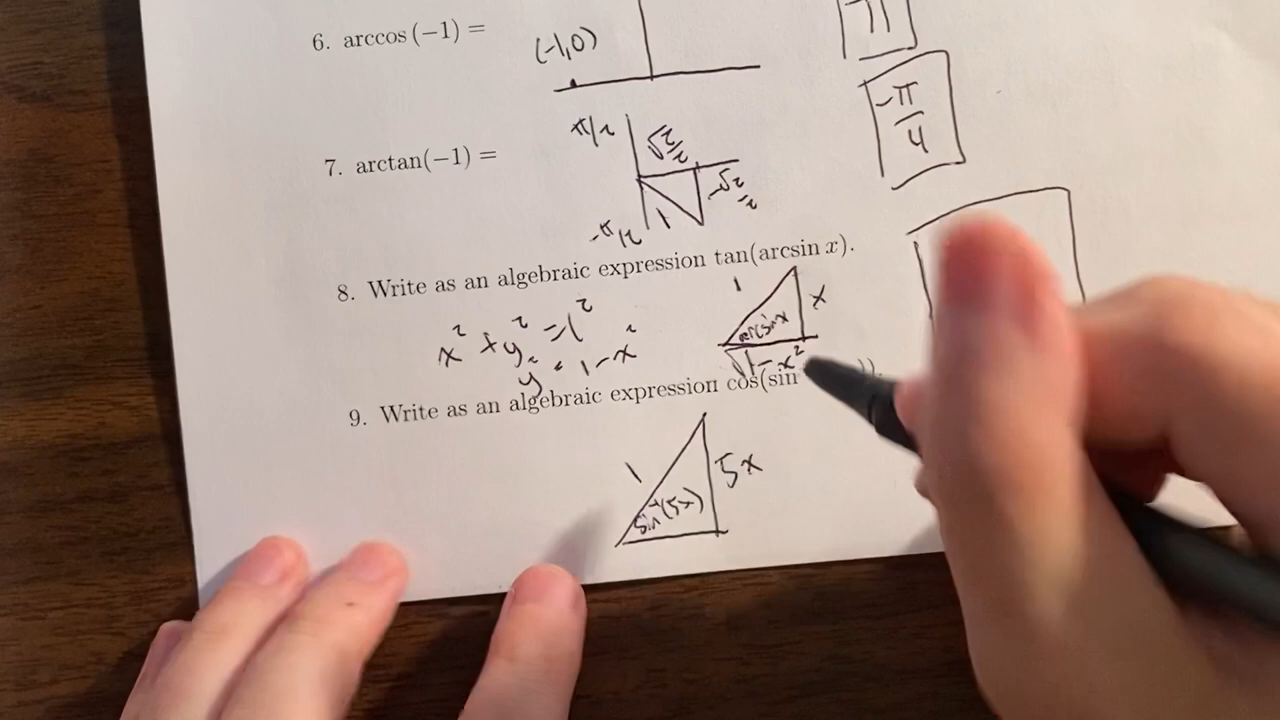 6. arccos (−1) =
(-1,0)
π
-π/4
7. arctan(−1) =
π/2
√2/2
-√2/2
1
-π/2
8. Write as an algebraic expression tan(arcsin x).
x² + y² = 1²
y² = 1 - x²
1
x
arcsin x
√1-x²
9. Write as an algebraic expression cos(sin )).
1
5x
sin⁻¹(5x)